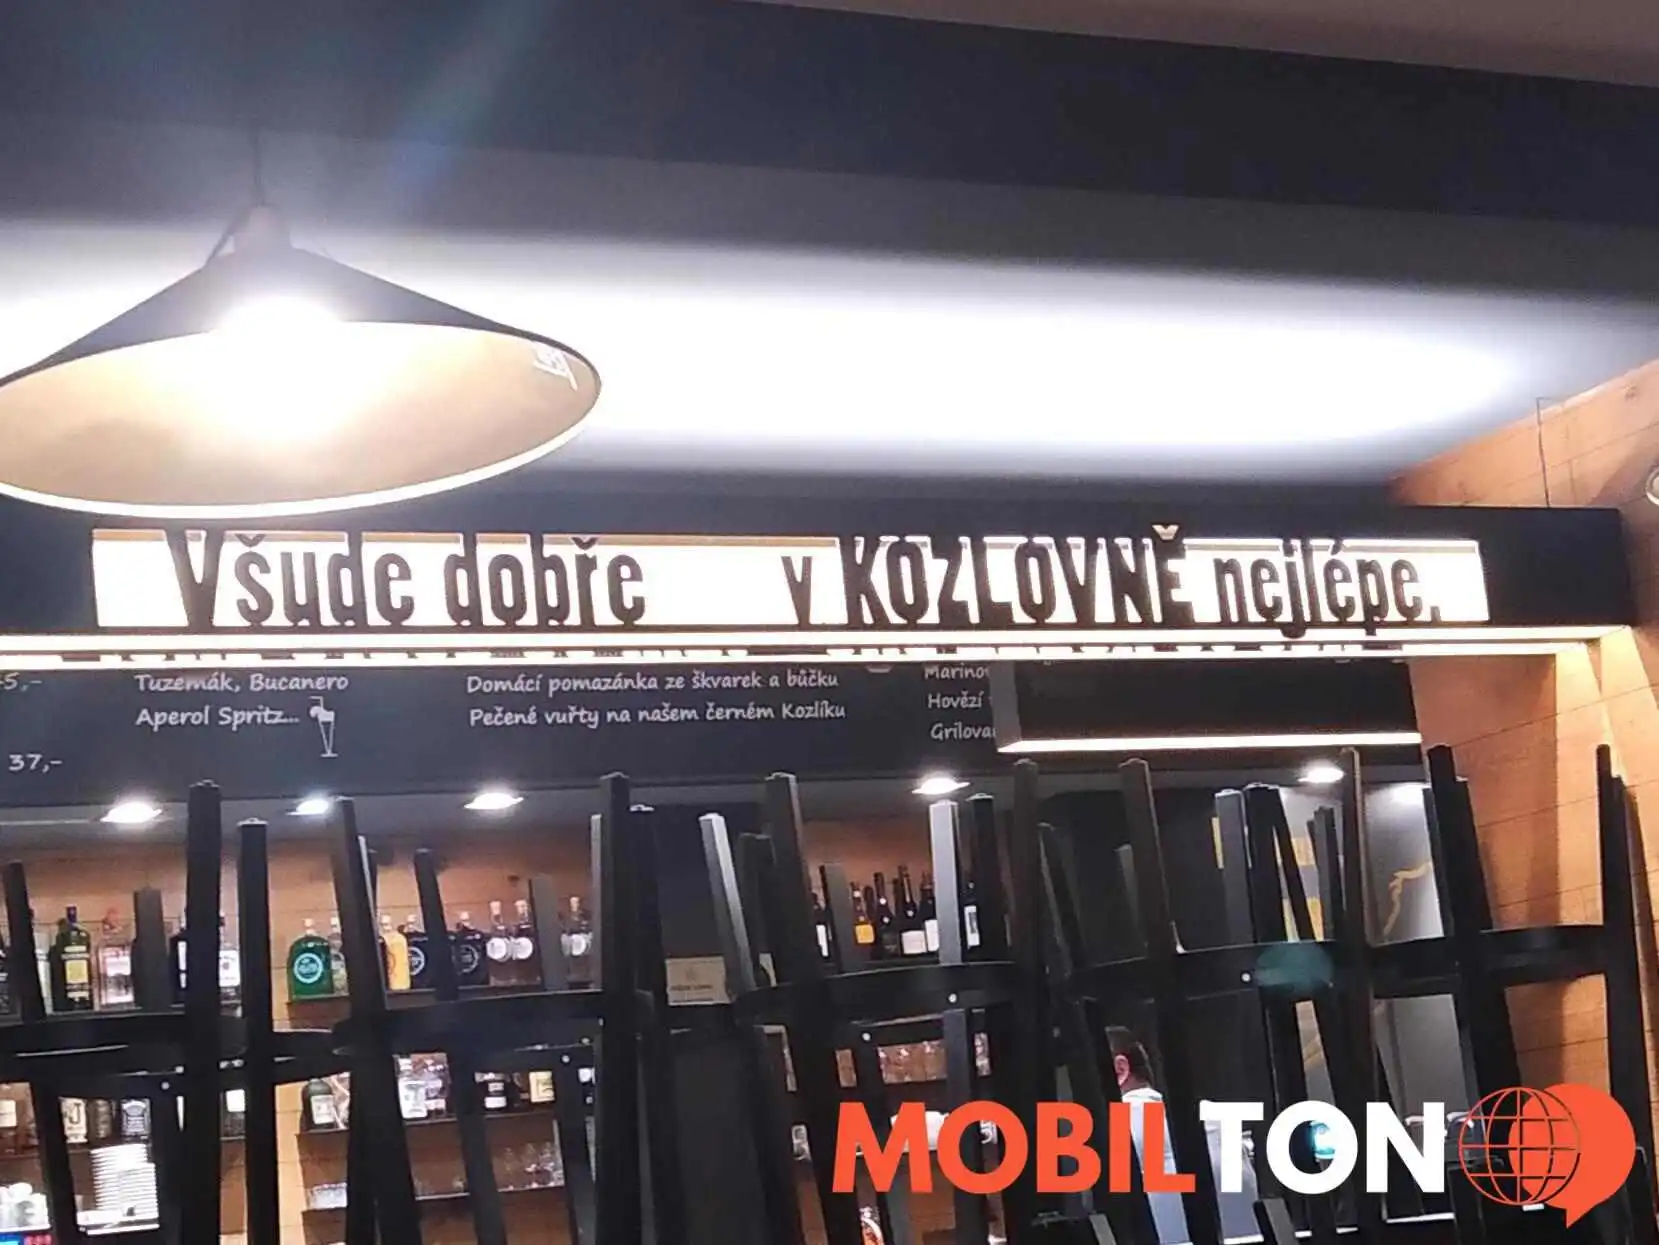 Všude dobře v KOZLOVNĚ nejlépe.
Tuzemák, Bucanero
Aperol Spritz...
37,-
Domácí pomazánka ze škvarek a bůčku
Pečené vuřty na našem černém Kozlíku
Hovězí
MOBILTON